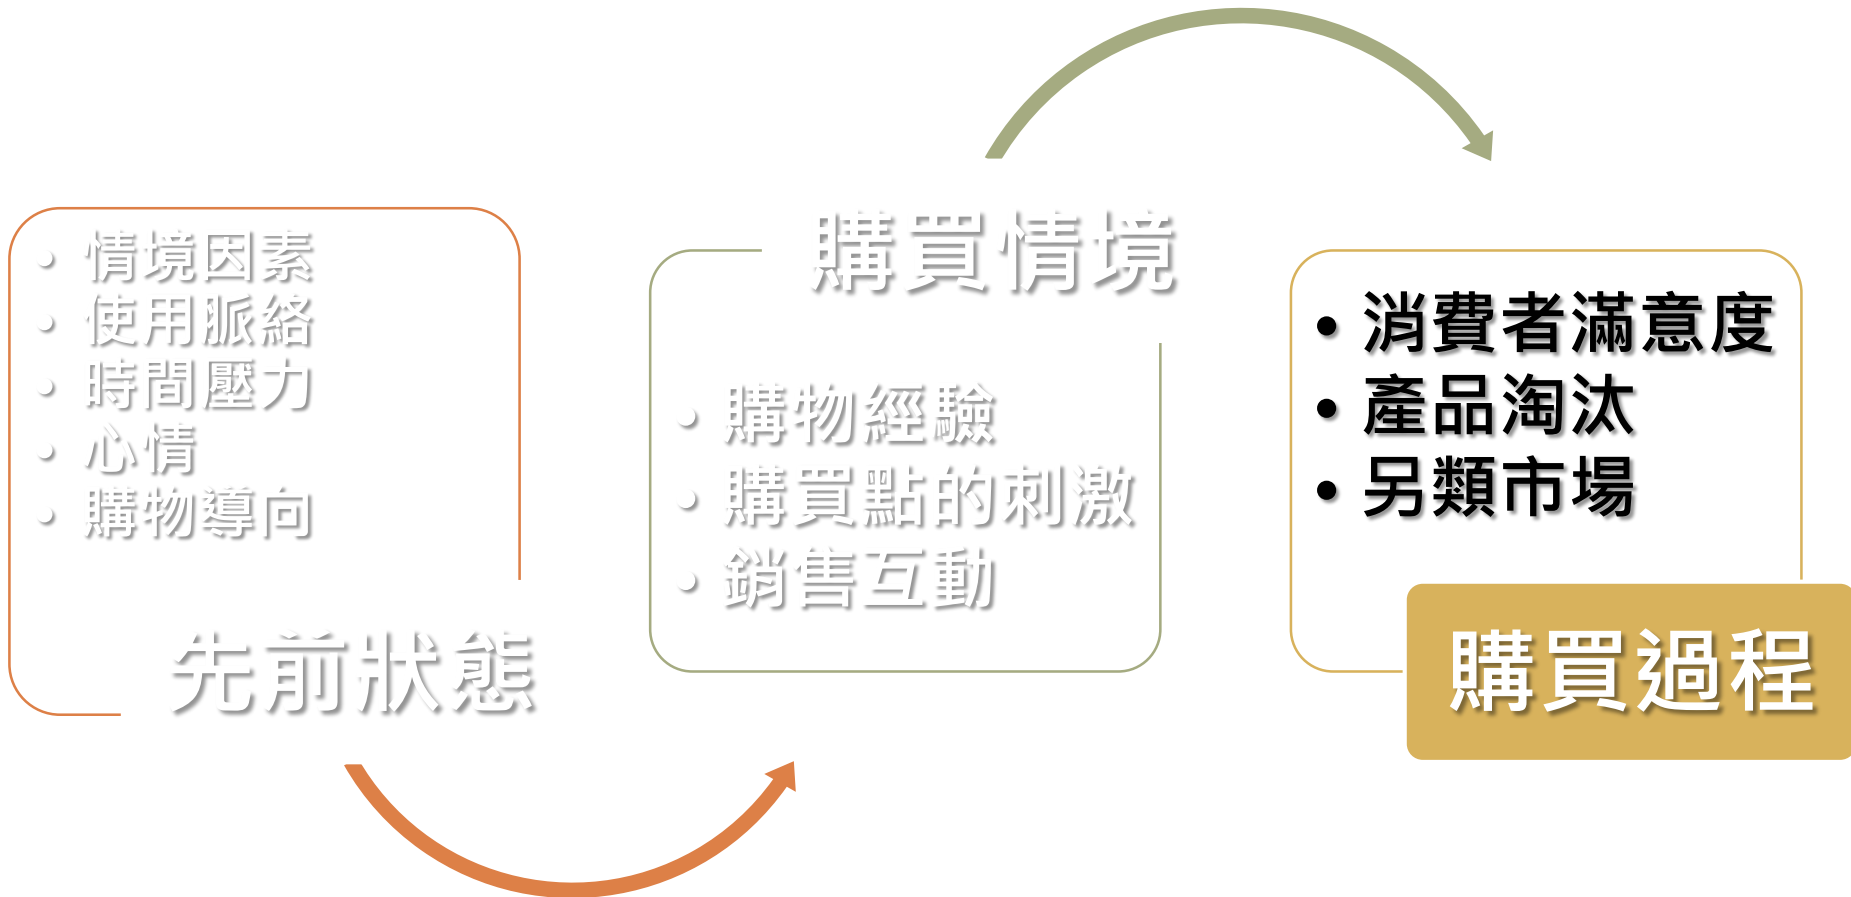 • 情境因素
• 使用脈絡
• 時間壓力
• 心情
• 購物導向
先前狀態
購買情境
• 購物經驗
• 購買點的刺激
• 銷售互動
• 消費者滿意度
• 產品淘汰
• 另類市場
購買過程